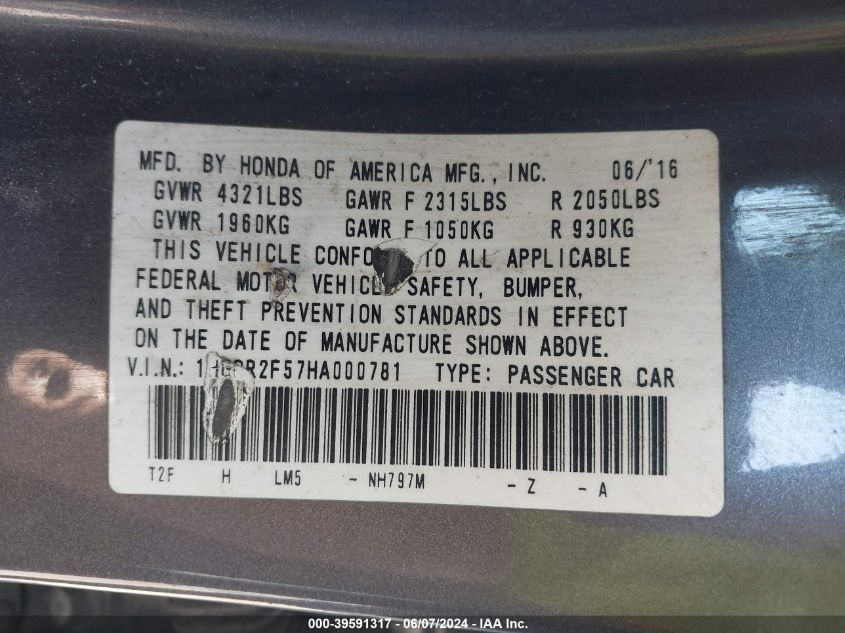 MFD. BY HONDA OF AMERICA MFG., INC. 06/'16
GVWR 4321LBS GAWR F 2315LBS R 2050LBS
GVWR 1960KG GAWR F 1050KG R 930KG
THIS VEHICLE TO ALL APPLICABLE
FEDERAL VEHICLE SAFETY, BUMPER,
AND THEFT PREVENTION STANDARDS IN EFFECT
ON THE DATE OF MANUFACTURE SHOWN ABOVE.
V.I.N.: TYPE: PASSENGER CAR
T2F H LM5 - NH797M - Z - A
000-39591317 - 06/07/2024 - IAA Inc.